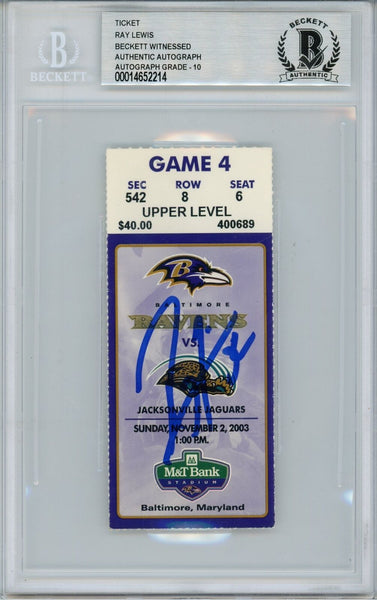 BECKETT
TICKET
RAY LEWIS
BECKETT WITNESSED
AUTHENTIC AUTOGRAPH
AUTOGRAPH GRADE - 10
00014652214
BECKETT
AUTHENTIC
GAME 4
SEC ROW SEAT
542 8 6
UPPER LEVEL
$40.00 400689
B
BALTIMORE
RAVENS
VS.
JACKSONVILLE JAGUARS
SUNDAY, NOVEMBER 2, 2003
1:00 P.M.
M&T Bank
STADIUM
Baltimore, Maryland